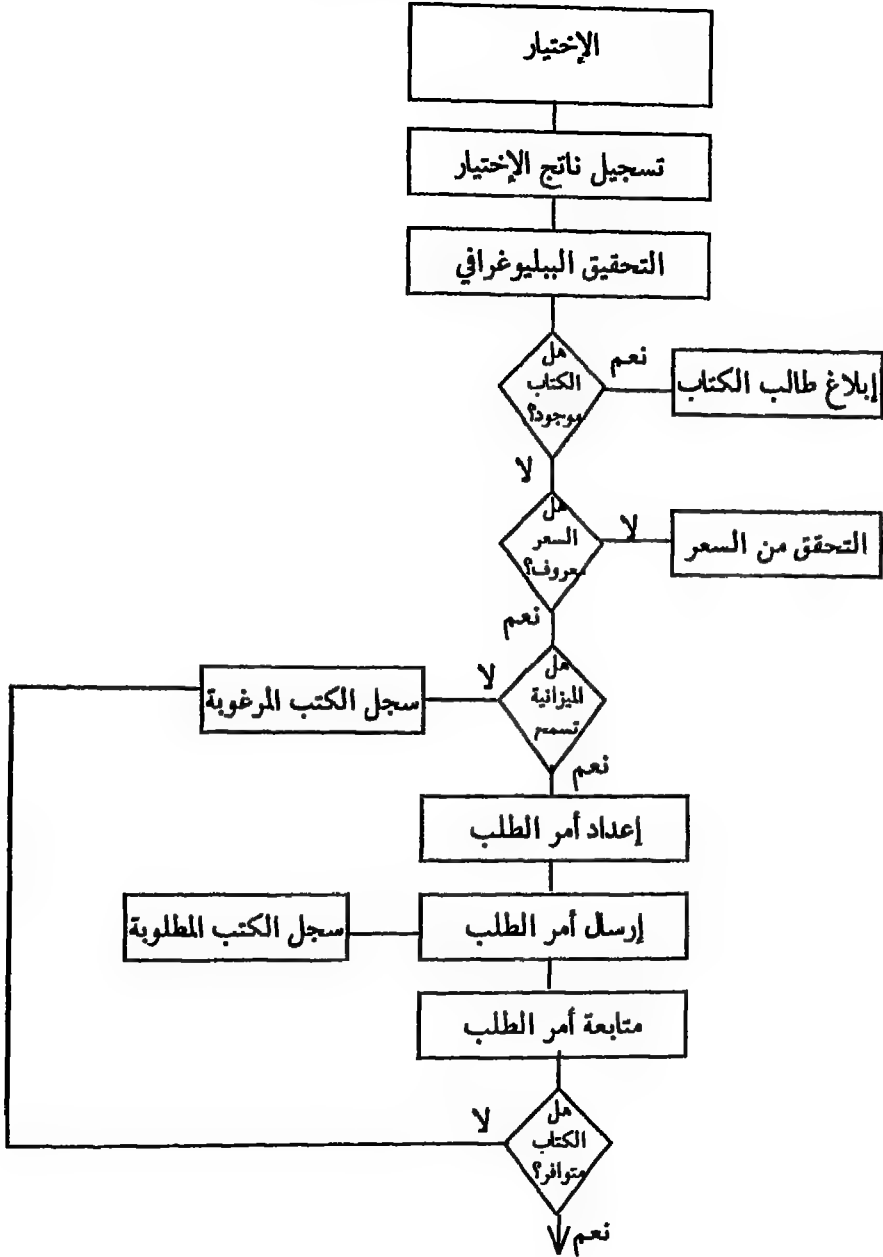 الإختيار
تسجيل ناتج الإختيار
التحقيق الببليوغرافي
هل
الكتاب
موجود؟
نعم
إبلاغ طالب الكتاب
لا
هل
السعر
معروف؟
لا
التحقق من السعر
نعم
هل
الميزانية
تسمح
لا
سجل الكتب المرغوبة
نعم
إعداد أمر الطلب
إرسال أمر الطلب
سجل الكتب المطلوبة
متابعة أمر الطلب
هل
الكتاب
متوافر؟
لا
نعم